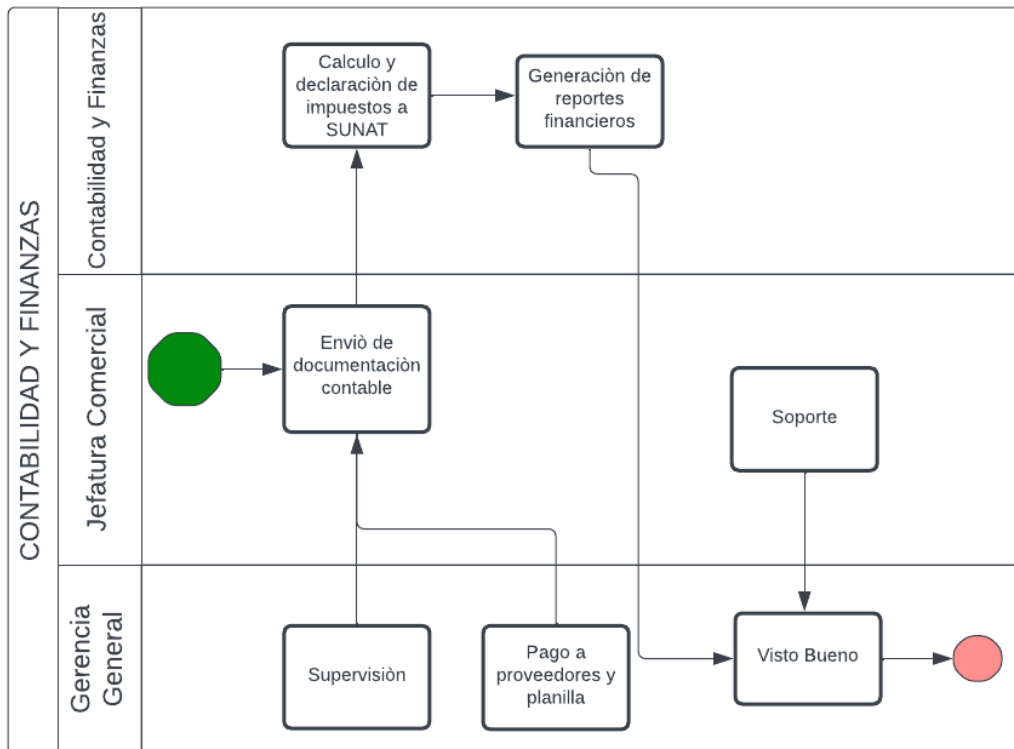 CONTABILIDAD Y FINANZAS
Contabilidad y Finanzas
Calculo y
declaraciòn de
impuestos a
SUNAT
Generaciòn de
reportes
financieros
Jefatura Comercial
Enviò de
documentaciòn
contable
Soporte
Gerencia
General
Supervisiòn
Pago a
proveedores y
planilla
Visto Bueno